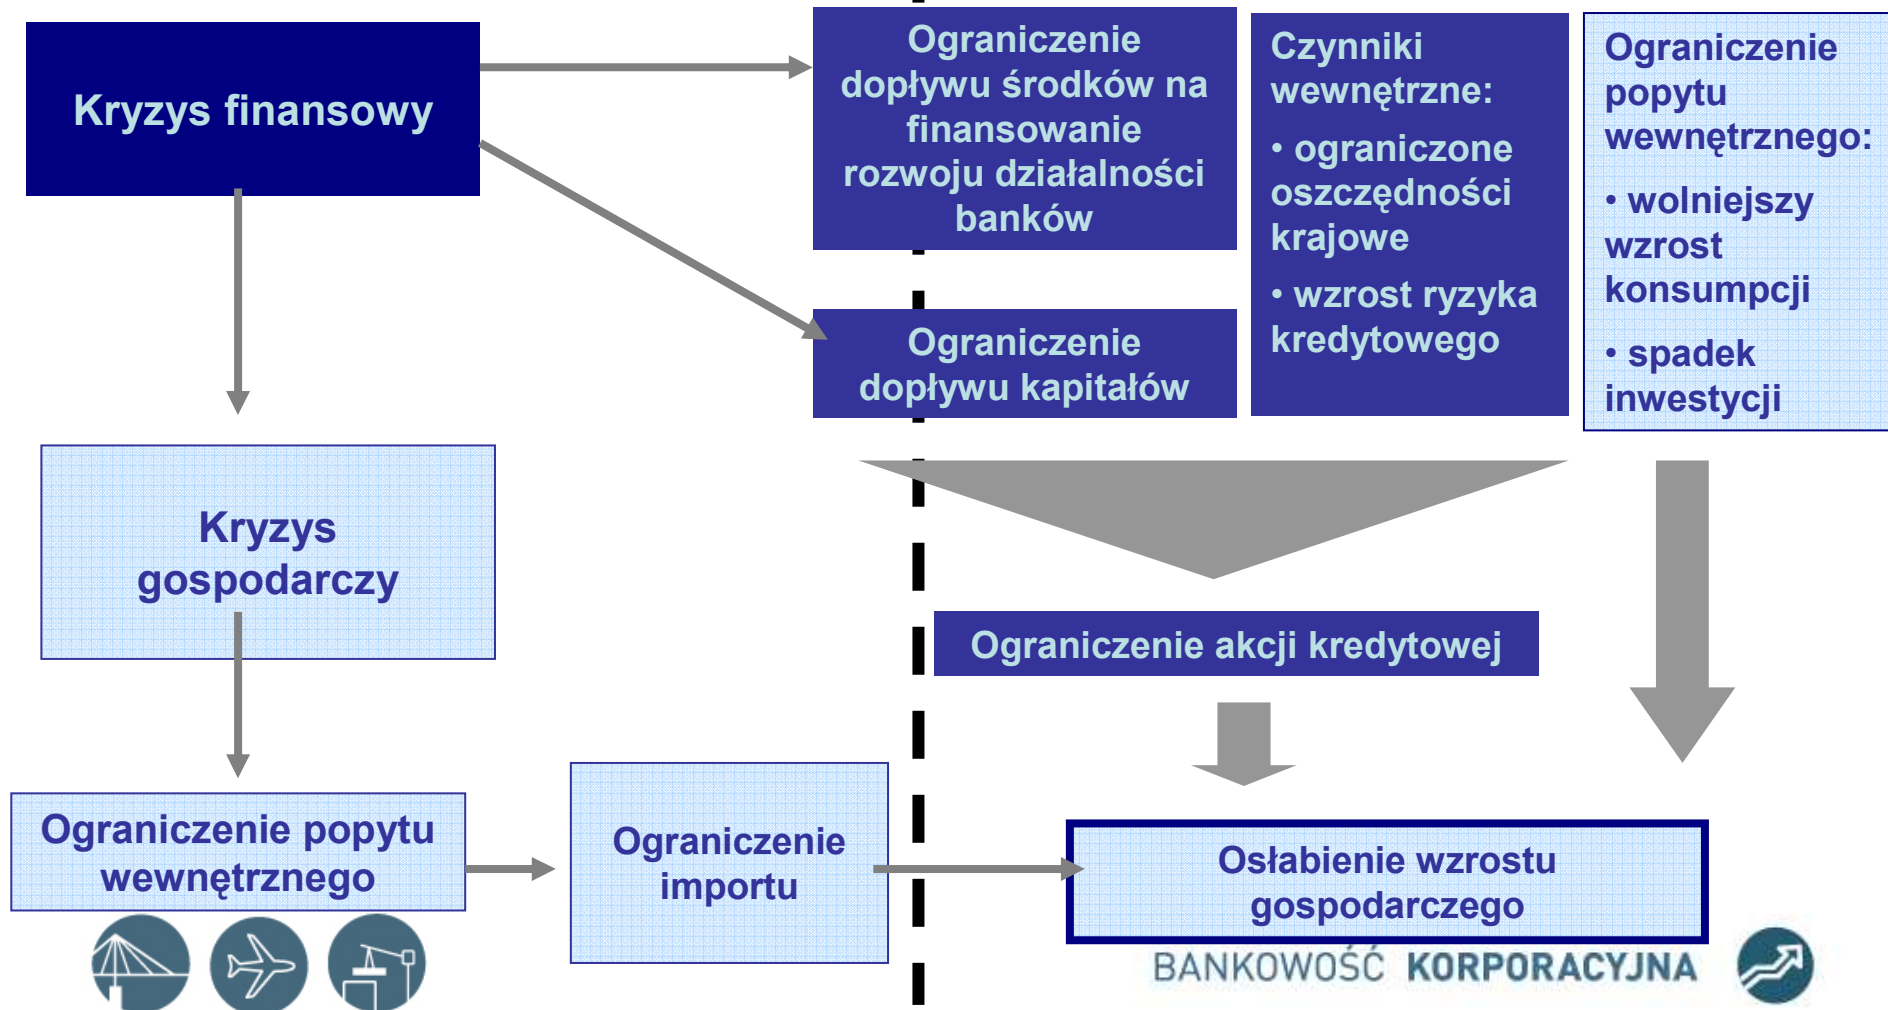 Kryzys finansowy
Ograniczenie
dopływu środków na
finansowanie
rozwoju działalności
banków
Czynniki
wewnętrzne:
• ograniczone
oszczędności
krajowe
• wzrost ryzyka
kredytowego
Ograniczenie
popytu
wewnętrznego:
• wolniejszy
wzrost
konsumpcji
• spadek
inwestycji
Ograniczenie
dopływu kapitałów
Kryzys
gospodarczy
Ograniczenie akcji kredytowej
Ograniczenie popytu
wewnętrznego
Ograniczenie
importu
Osłabienie wzrostu
gospodarczego
BANKOWOŚĆ KORPORACYJNA